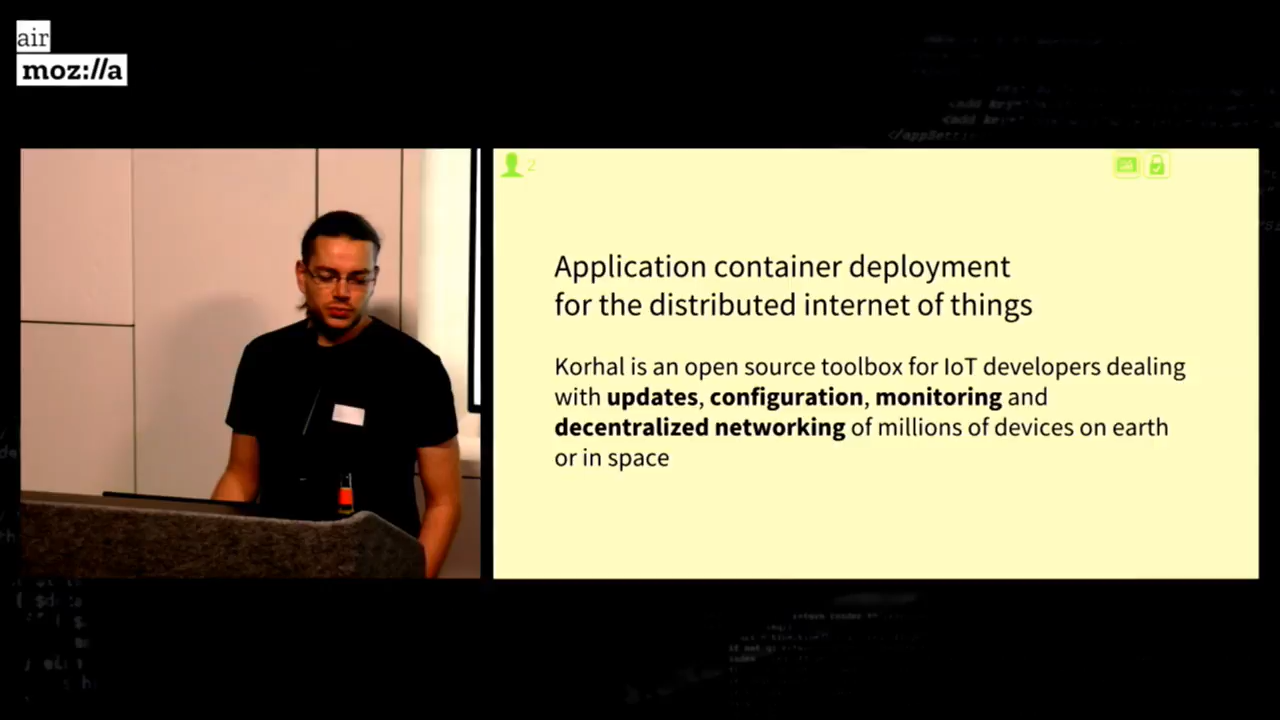 air
moz://a
2
Application container deployment
for the distributed internet of things
Korhal is an open source toolbox for IoT developers dealing
with updates, configuration, monitoring and
decentralized networking of millions of devices on earth
or in space